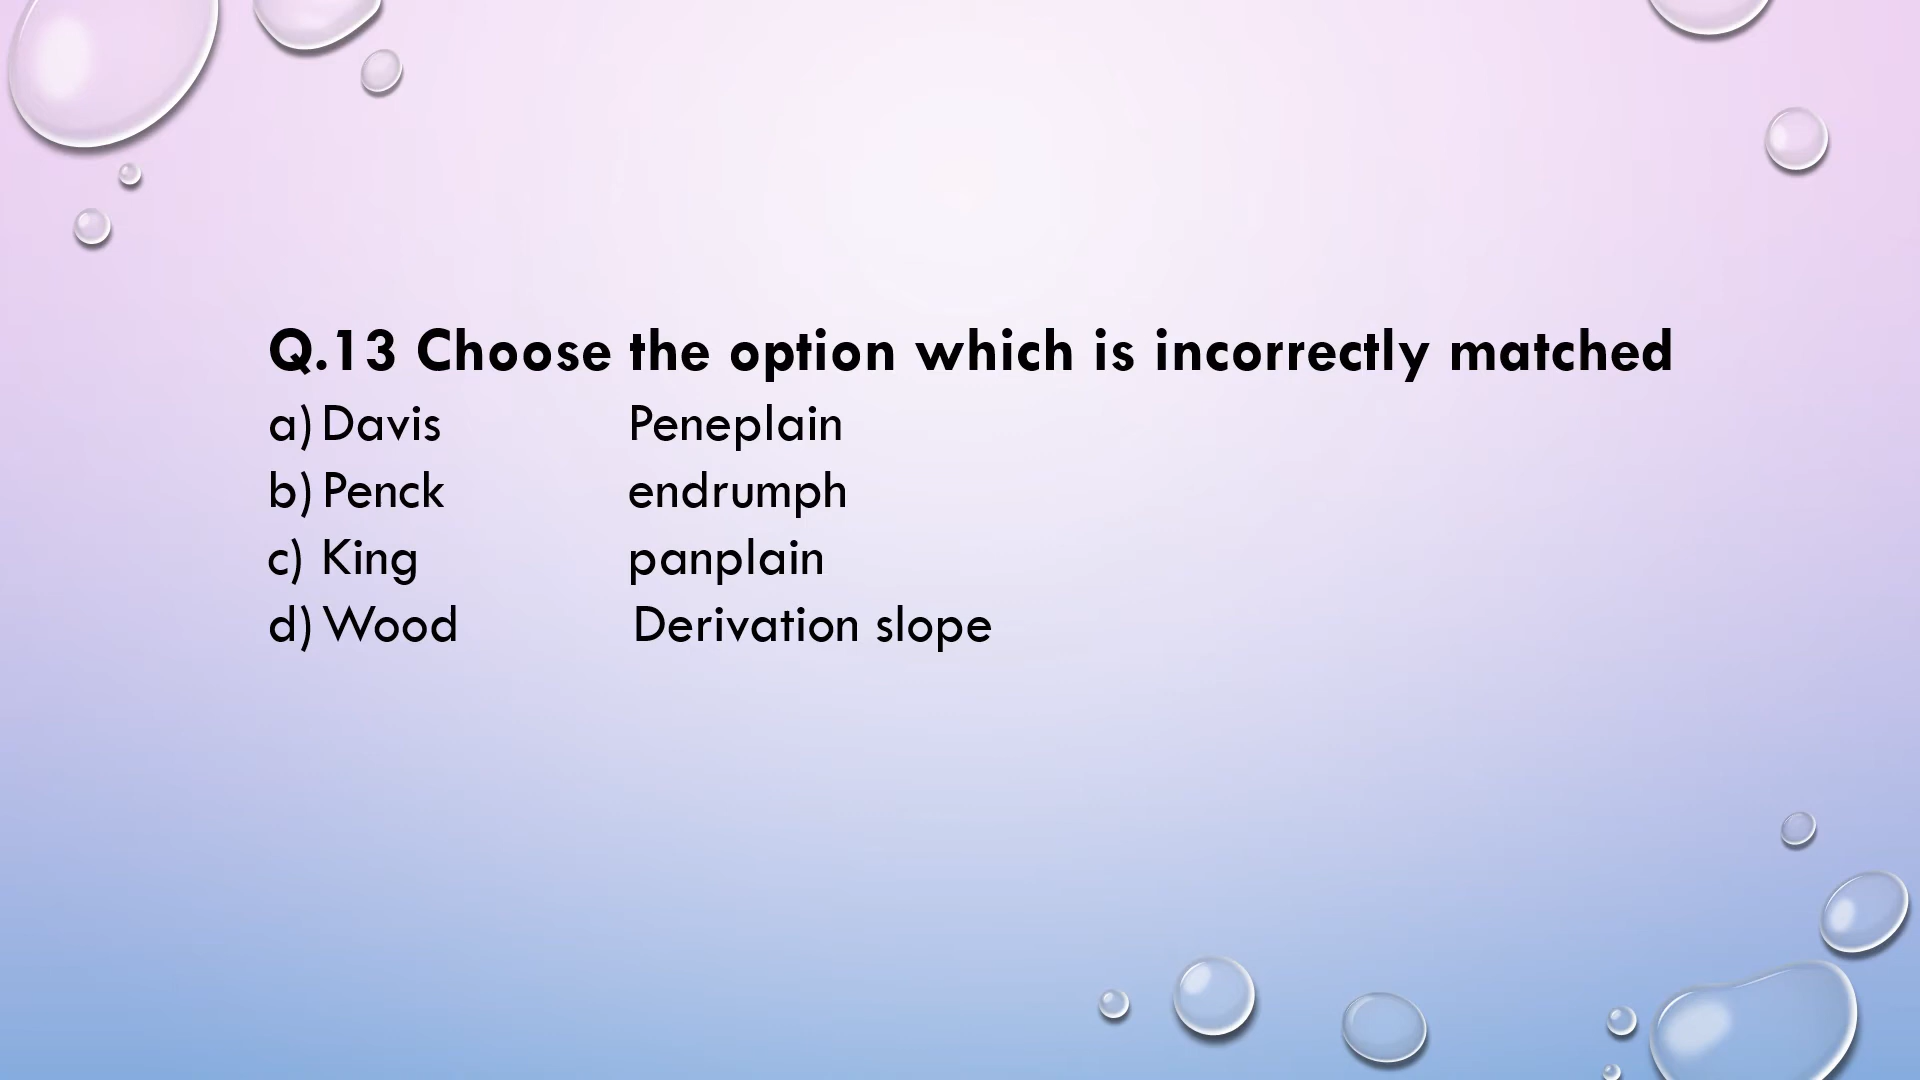 Q.13 Choose the option which is incorrectly matched
a) Davis Peneplain
b) Penck endrumph
c) King panplain
d) Wood Derivation slope